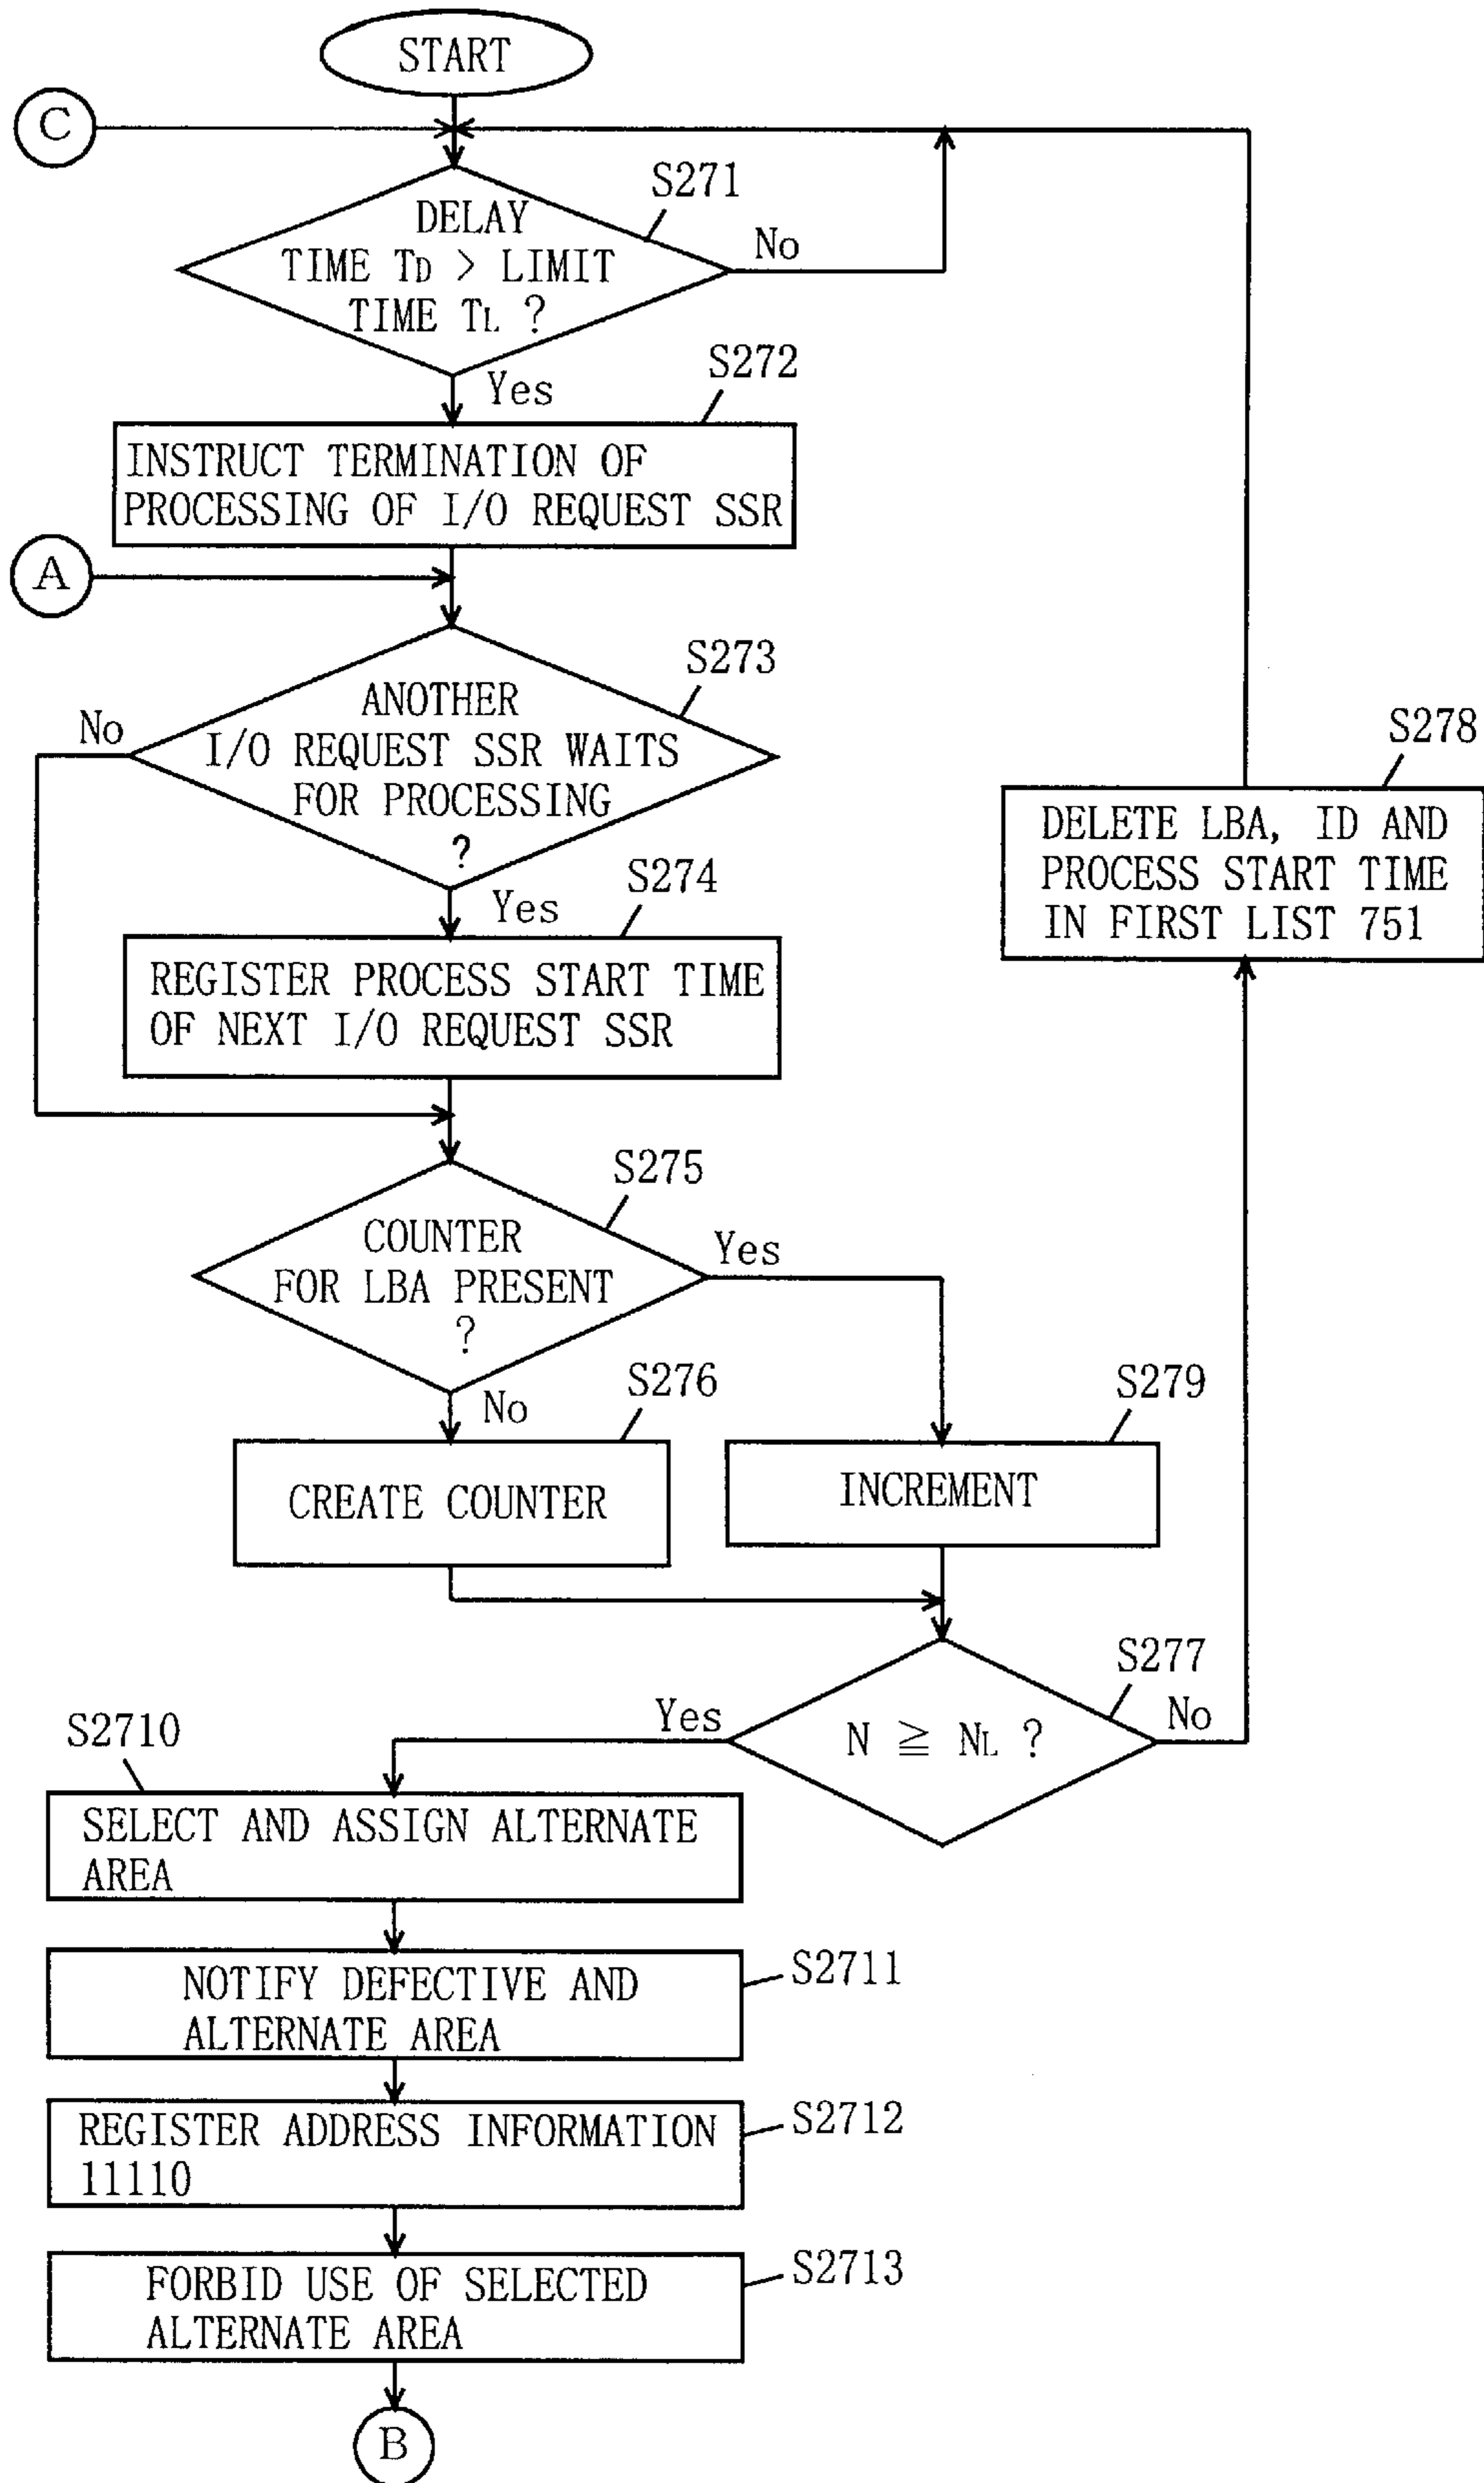 START
C
S271
DELAY
TIME TD > LIMIT
TIME TL ?
No
Yes
S272
INSTRUCT TERMINATION OF
PROCESSING OF I/O REQUEST SSR
A
S273
ANOTHER
I/O REQUEST SSR WAITS
FOR PROCESSING
?
No
Yes
S274
REGISTER PROCESS START TIME
OF NEXT I/O REQUEST SSR
S278
DELETE LBA, ID AND
PROCESS START TIME
IN FIRST LIST 751
S275
COUNTER
FOR LBA PRESENT
?
Yes
No
S276
CREATE COUNTER
S279
INCREMENT
S277
N ≧ NL ?
Yes
No
S2710
SELECT AND ASSIGN ALTERNATE
AREA
S2711
NOTIFY DEFECTIVE AND
ALTERNATE AREA
S2712
REGISTER ADDRESS INFORMATION
11110
S2713
FORBID USE OF SELECTED
ALTERNATE AREA
B